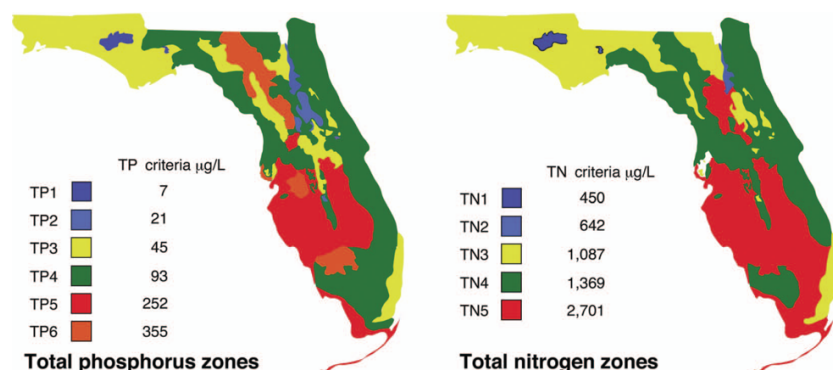 TP criteria µg/L
TP1 7
TP2 21
TP3 45
TP4 93
TP5 252
TP6 355
Total phosphorus zones
TN criteria µg/L
TN1 450
TN2 642
TN3 1,087
TN4 1,369
TN5 2,701
Total nitrogen zones